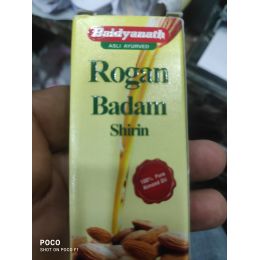 Baidyanath
ASLI AYURVED
Rogan
Badam
Shirin
100% Pure
Almond Oil
POCO
SHOT ON POCO F1